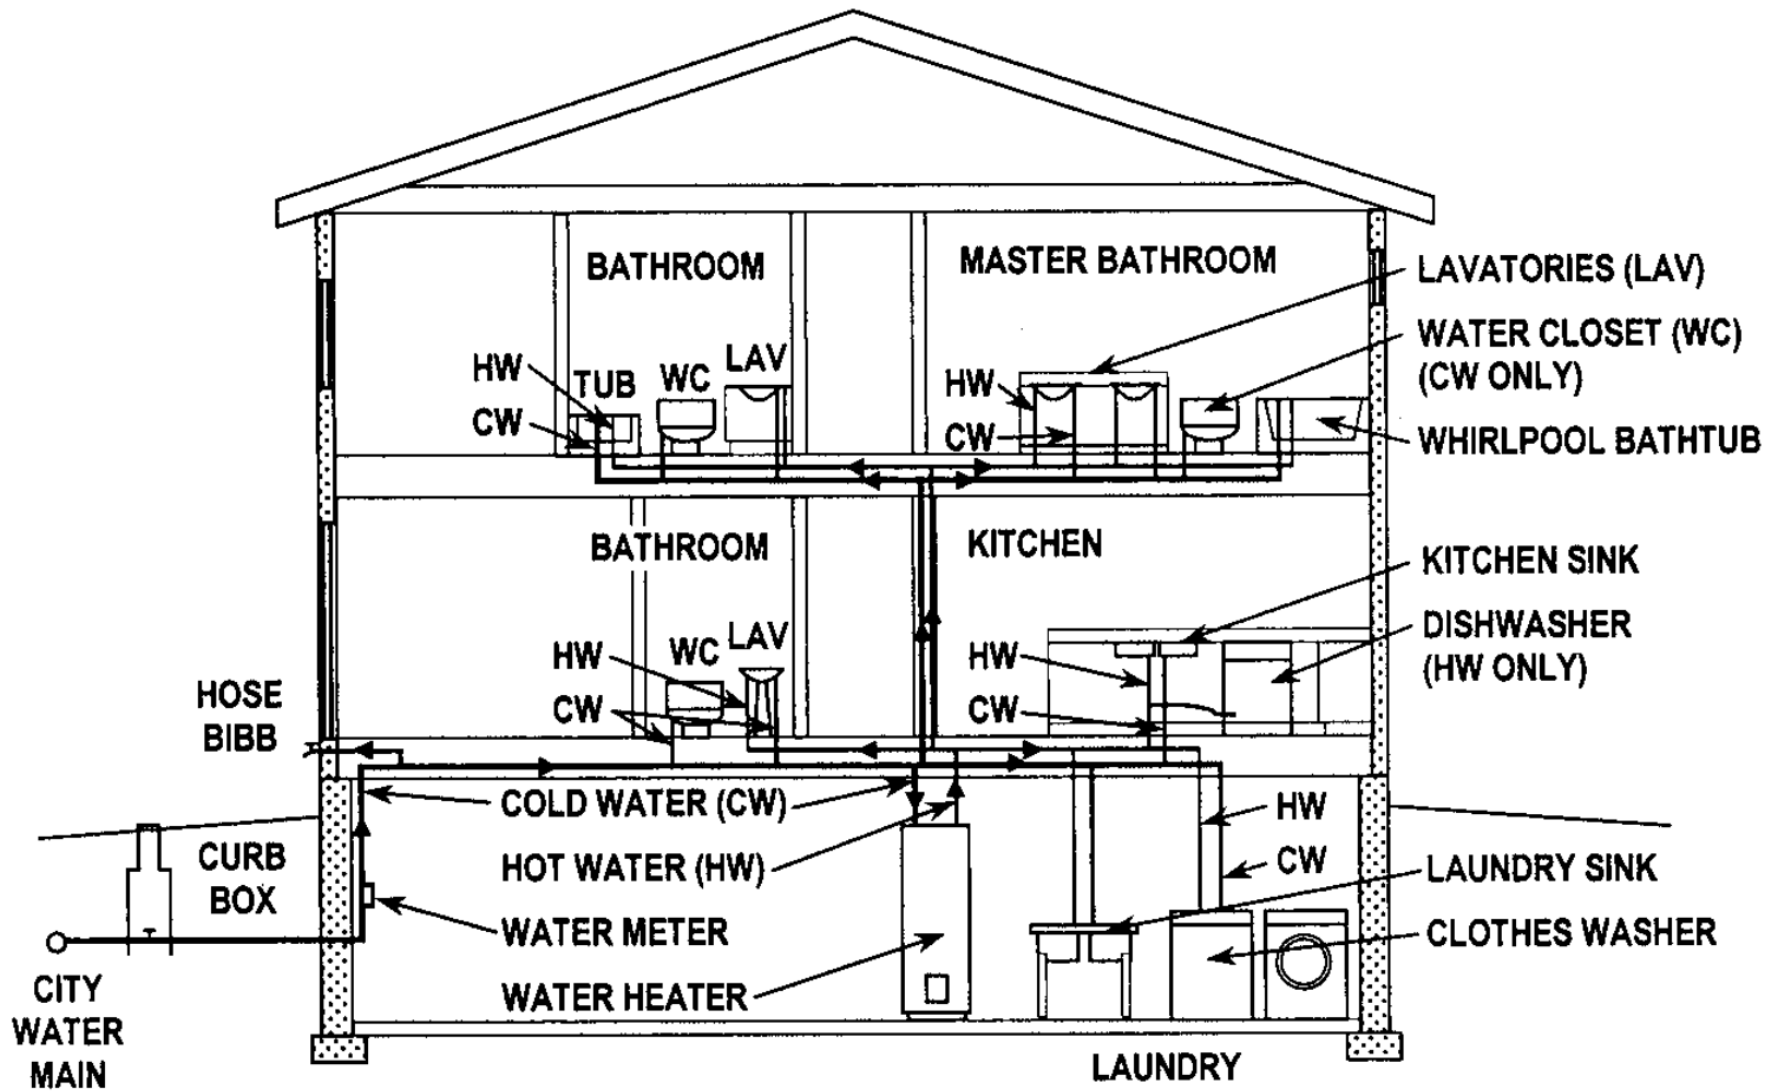 BATHROOM
MASTER BATHROOM
LAVATORIES (LAV)
WATER CLOSET (WC)
(CW ONLY)
WHIRLPOOL BATHTUB
HW
TUB
WC
LAV
CW
HW
CW
BATHROOM
KITCHEN
KITCHEN SINK
DISHWASHER
(HW ONLY)
HW
WC
LAV
CW
HW
CW
HOSE
BIBB
COLD WATER (CW)
HOT WATER (HW)
WATER METER
WATER HEATER
HW
CW
LAUNDRY SINK
CLOTHES WASHER
CURB
BOX
CITY
WATER
MAIN
LAUNDRY